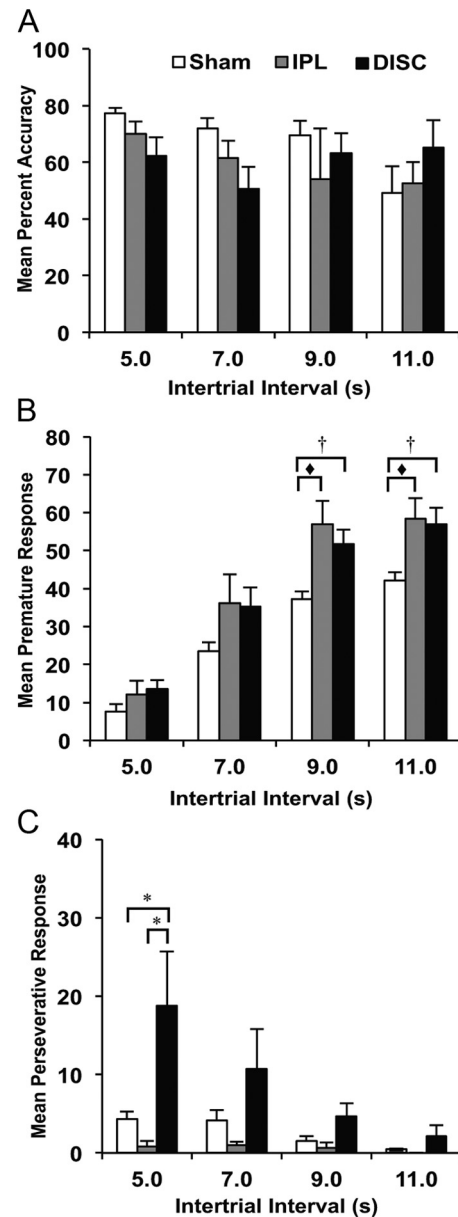 A
Sham IPL DISC
Mean Percent Accuracy
100
80
60
40
20
0
5.0 7.0 9.0 11.0
Intertrial Interval (s)
B
Mean Premature Response
80
70
60
50
40
30
20
10
0
† †
♦ ♦
5.0 7.0 9.0 11.0
Intertrial Interval (s)
C
Mean Perseverative Response
40
30
20
10
0
*
*
5.0 7.0 9.0 11.0
Intertrial Interval (s)